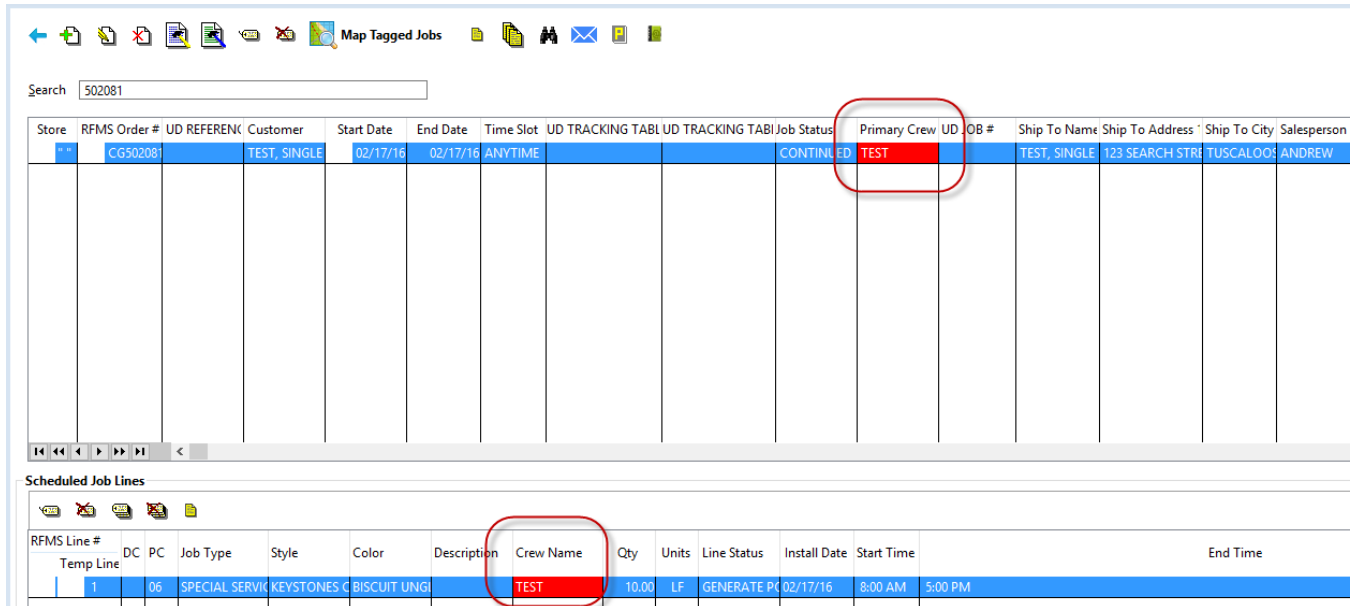 Map Tagged Jobs
Search 502081
Store RFMS Order # UD REFERENC Customer Start Date End Date Time Slot UD TRACKING TABL UD TRACKING TABL Job Status Primary Crew UD JOB # Ship To Name Ship To Address Ship To City Salesperson
" " CG502081 TEST, SINGLE 02/17/16 02/17/16 ANYTIME CONTINUED TEST TEST, SINGLE 123 SEARCH STRE TUSCALOOS ANDREW
Scheduled Job Lines
RFMS Line #
Temp Line DC PC Job Type Style Color Description Crew Name Qty Units Line Status Install Date Start Time End Time
1 06 SPECIAL SERVIC KEYSTONES C BISCUIT UNGL TEST 10.00 LF GENERATE PO 02/17/16 8:00 AM 5:00 PM